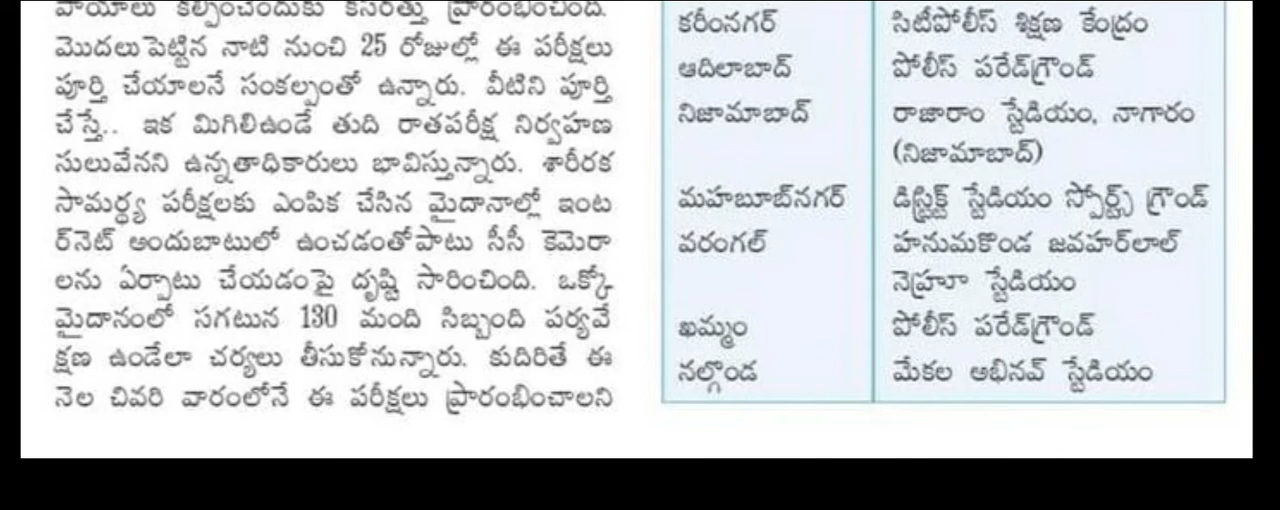 పాయాలు కల్పించేందుకు కసరత్తు ప్రారంభించింది.
మొదలుపెట్టిన నాటి నుంచి 25 రోజుల్లో ఈ పరీక్షలు
పూర్తి చేయాలనే సంకల్పంతో ఉన్నారు. వీటిని పూర్తి
చేస్తే.. ఇక మిగిలిఉండే తుది రాతపరీక్ష నిర్వహణ
సులువేనని ఉన్నతాధికారులు భావిస్తున్నారు. శారీరక
సామర్థ్య పరీక్షలకు ఎంపిక చేసిన మైదానాల్లో ఇంట
ర్‌నెట్ అందుబాటులో ఉంచడంతోపాటు సీసీ కెమెరా
లను ఏర్పాటు చేయడంపై దృష్టి సారించింది. ఒక్కో
మైదానంలో సగటున 130 మంది సిబ్బంది పర్యవే
క్షణ ఉండేలా చర్యలు తీసుకోనున్నారు. కుదిరితే ఈ
నెల చివరి వారంలోనే ఈ పరీక్షలు ప్రారంభించాలని
కరీంనగర్ సిటీపోలీస్ శిక్షణ కేంద్రం
ఆదిలాబాద్ పోలీస్ పరేడ్‌గ్రౌండ్
నిజామాబాద్ రాజారాం స్టేడియం, నాగారం
(నిజామాబాద్)
మహబూబ్‌నగర్ డిస్ట్రిక్ట్ స్టేడియం స్పోర్ట్స్ గ్రౌండ్
వరంగల్ హనుమకొండ జవహర్‌లాల్
నెహ్రూ స్టేడియం
ఖమ్మం పోలీస్ పరేడ్‌గ్రౌండ్
నల్గొండ మేకల అభినవ్ స్టేడియం